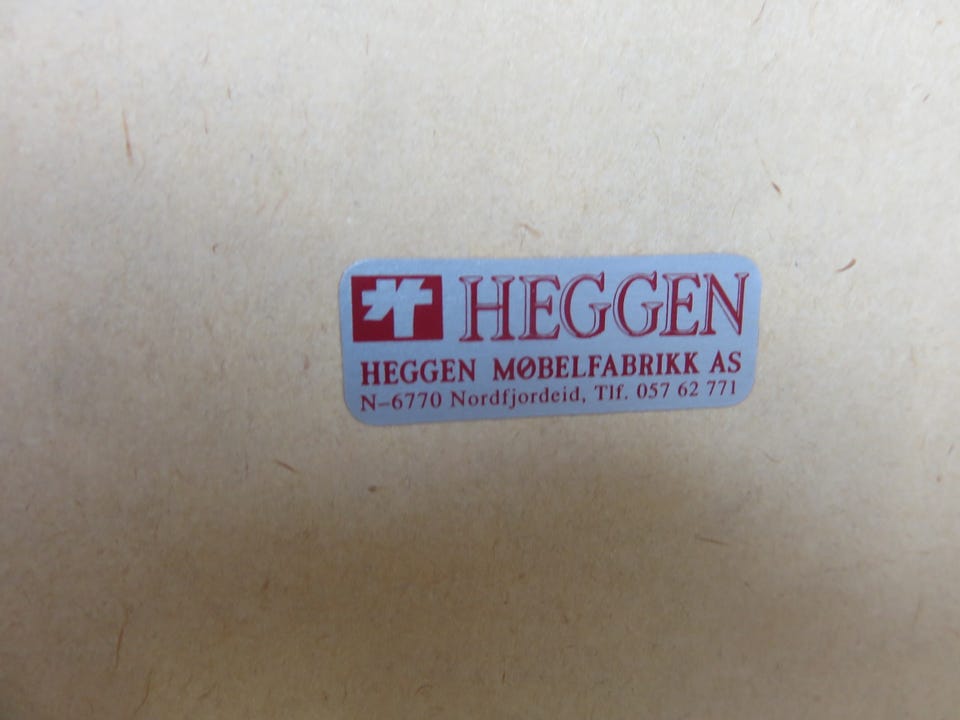 HEGGEN
HEGGEN MØBELFABRIKK AS
N-6770 Nordfjordeid, Tlf. 057 62 771